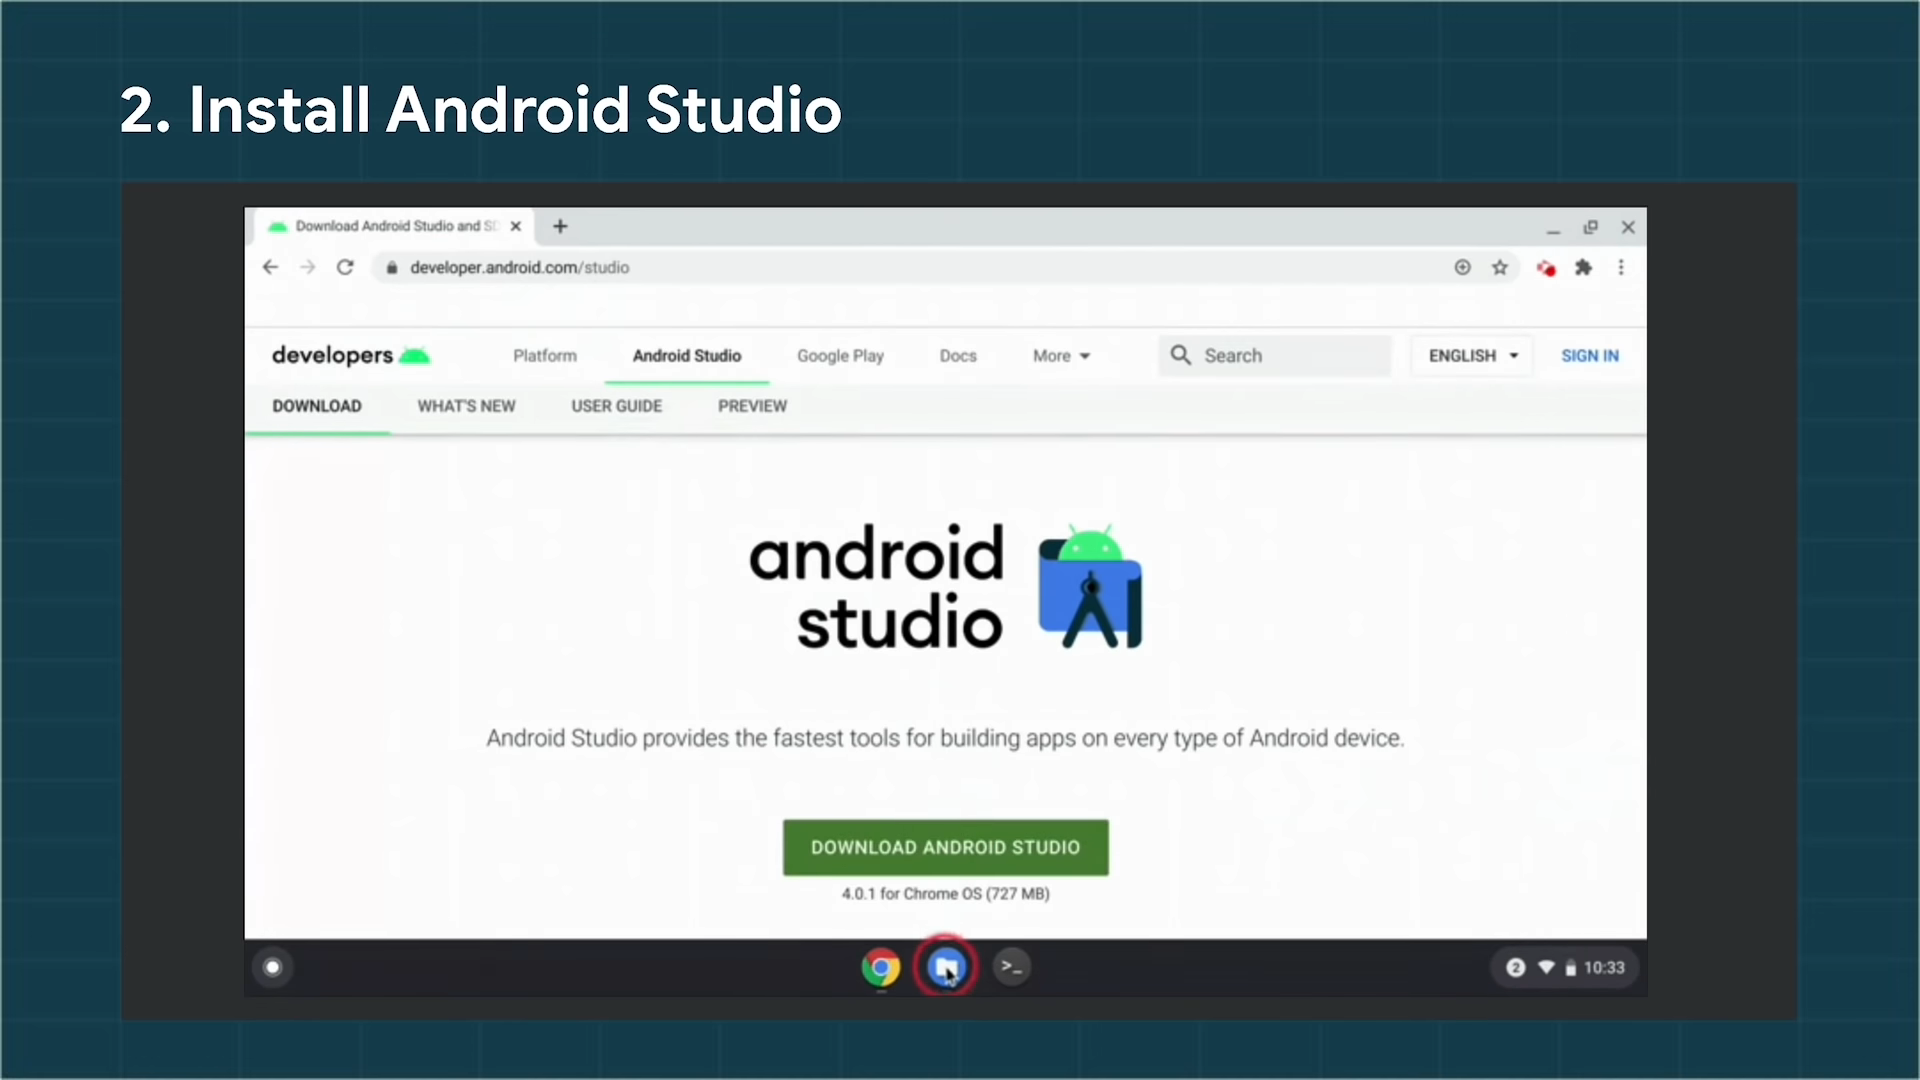 2. Install Android Studio
Download Android Studio and SD
developer.android.com/studio
developers
Platform
Android Studio
Google Play
Docs
More
Search
ENGLISH
SIGN IN
DOWNLOAD
WHAT'S NEW
USER GUIDE
PREVIEW
android
studio
Android Studio provides the fastest tools for building apps on every type of Android device.
DOWNLOAD ANDROID STUDIO
4.0.1 for Chrome OS (727 MB)
>_
2
10:33